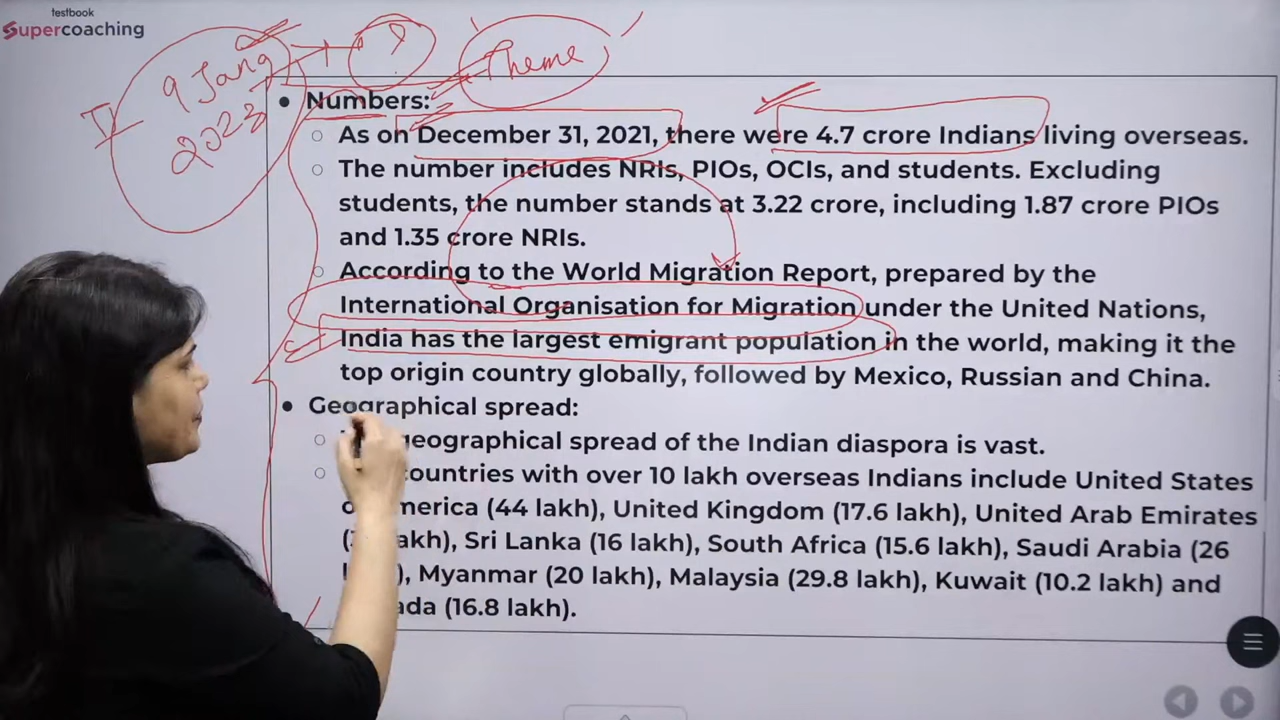 testbook
Supercoaching
9 Jan
2023
?
Theme
Numbers:
As on December 31, 2021, there were 4.7 crore Indians living overseas.
The number includes NRIs, PIOs, OCIs, and students. Excluding
students, the number stands at 3.22 crore, including 1.87 crore PIOs
and 1.35 crore NRIs.
According to the World Migration Report, prepared by the
International Organisation for Migration under the United Nations,
India has the largest emigrant population in the world, making it the
top origin country globally, followed by Mexico, Russian and China.
Geographical spread:
geographical spread of the Indian diaspora is vast.
countries with over 10 lakh overseas Indians include United States
(44 lakh), United Kingdom (17.6 lakh), United Arab Emirates
Sri Lanka (16 lakh), South Africa (15.6 lakh), Saudi Arabia (26
Myanmar (20 lakh), Malaysia (29.8 lakh), Kuwait (10.2 lakh) and
(16.8 lakh).